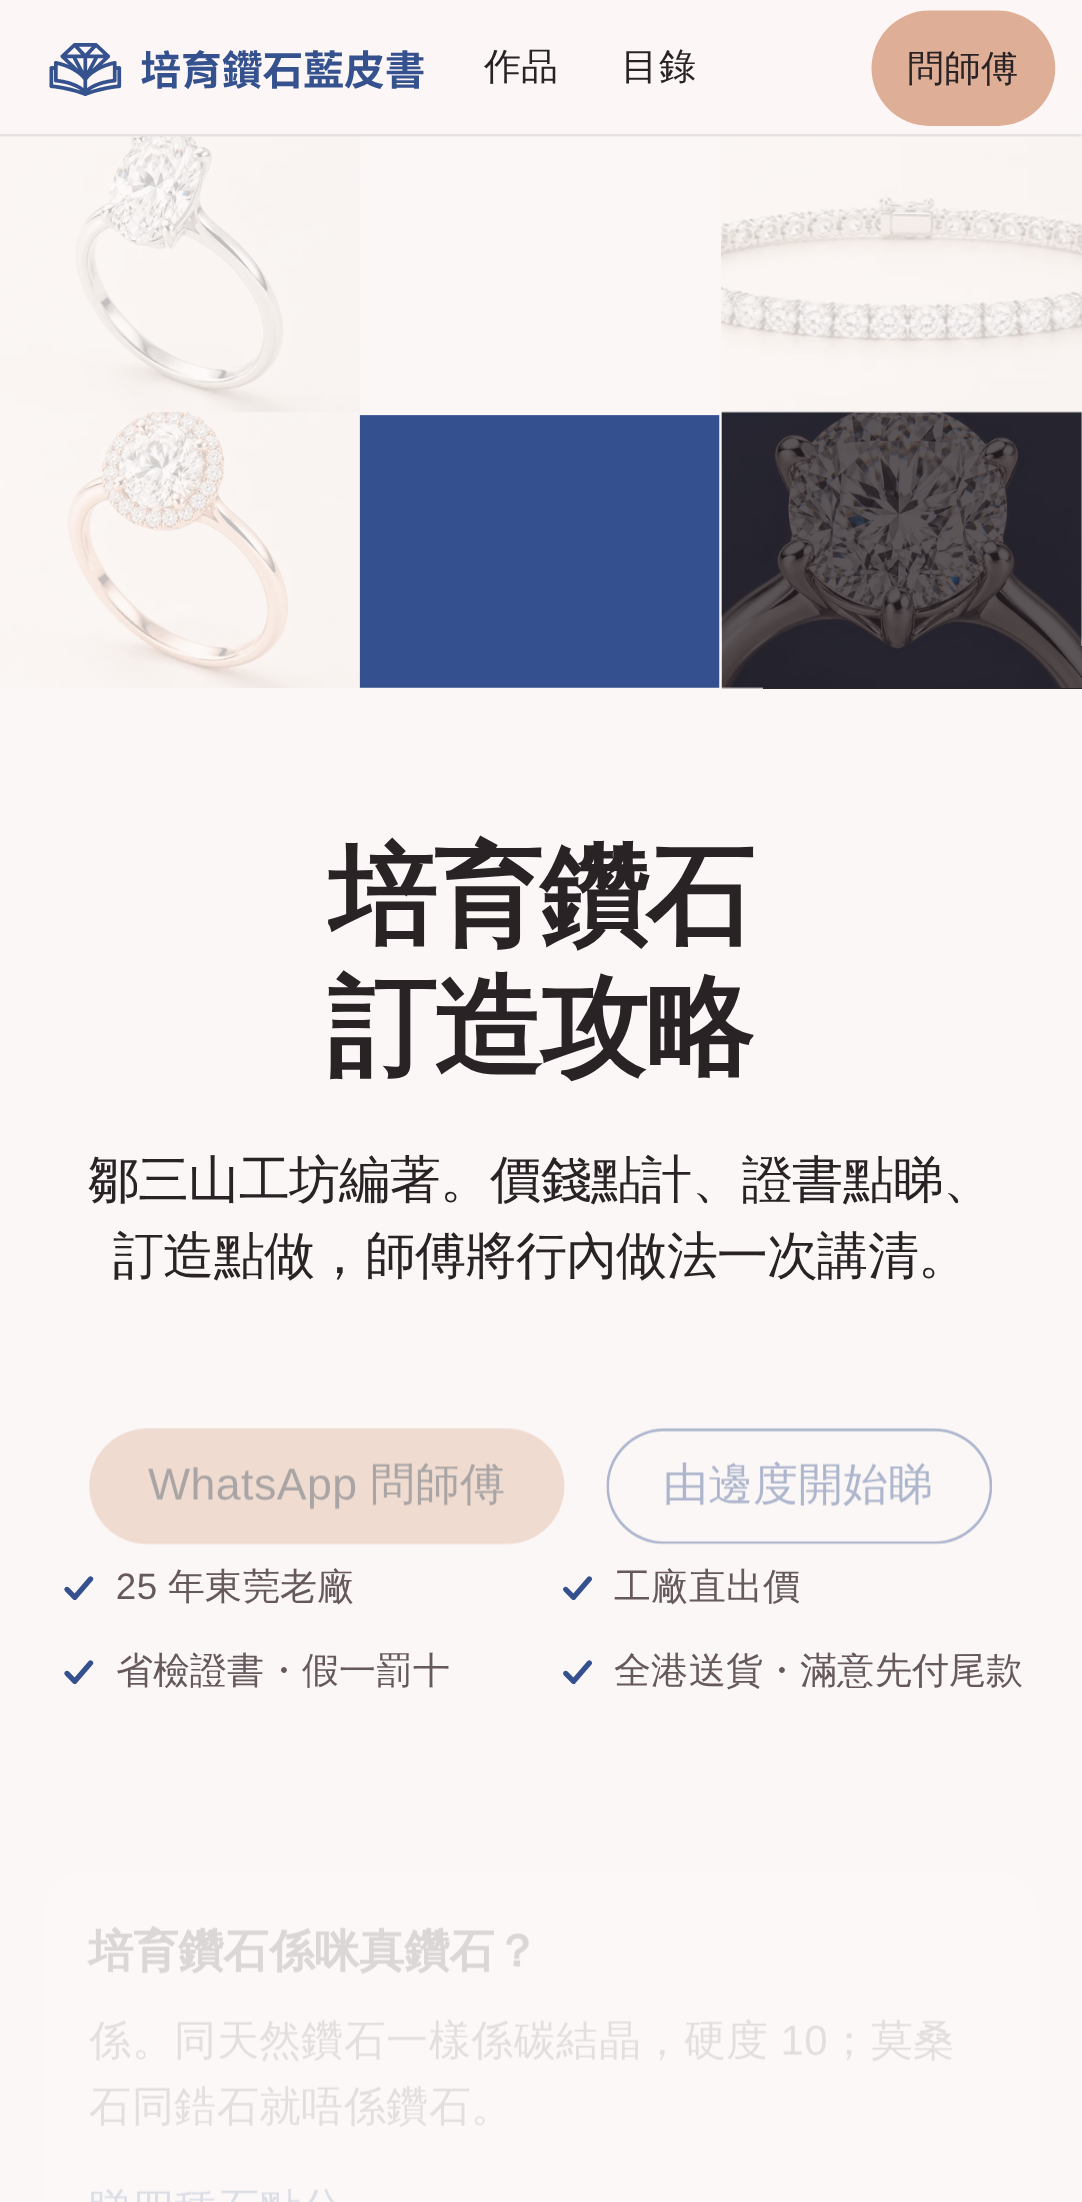 培育鑽石藍皮書
作品
目錄
問師傅
培育鑽石
訂造攻略
鄒三山工坊編著。價錢點計、證書點睇、
訂造點做，師傅將行內做法一次講清。
WhatsApp 問師傅
由邊度開始睇
25 年東莞老廠
工廠直出價
省檢證書・假一罰十
全港送貨・滿意先付尾款
培育鑽石係咪真鑽石？
係。同天然鑽石一樣係碳結晶，硬度 10；莫桑
石同鋯石就唔係鑽石。